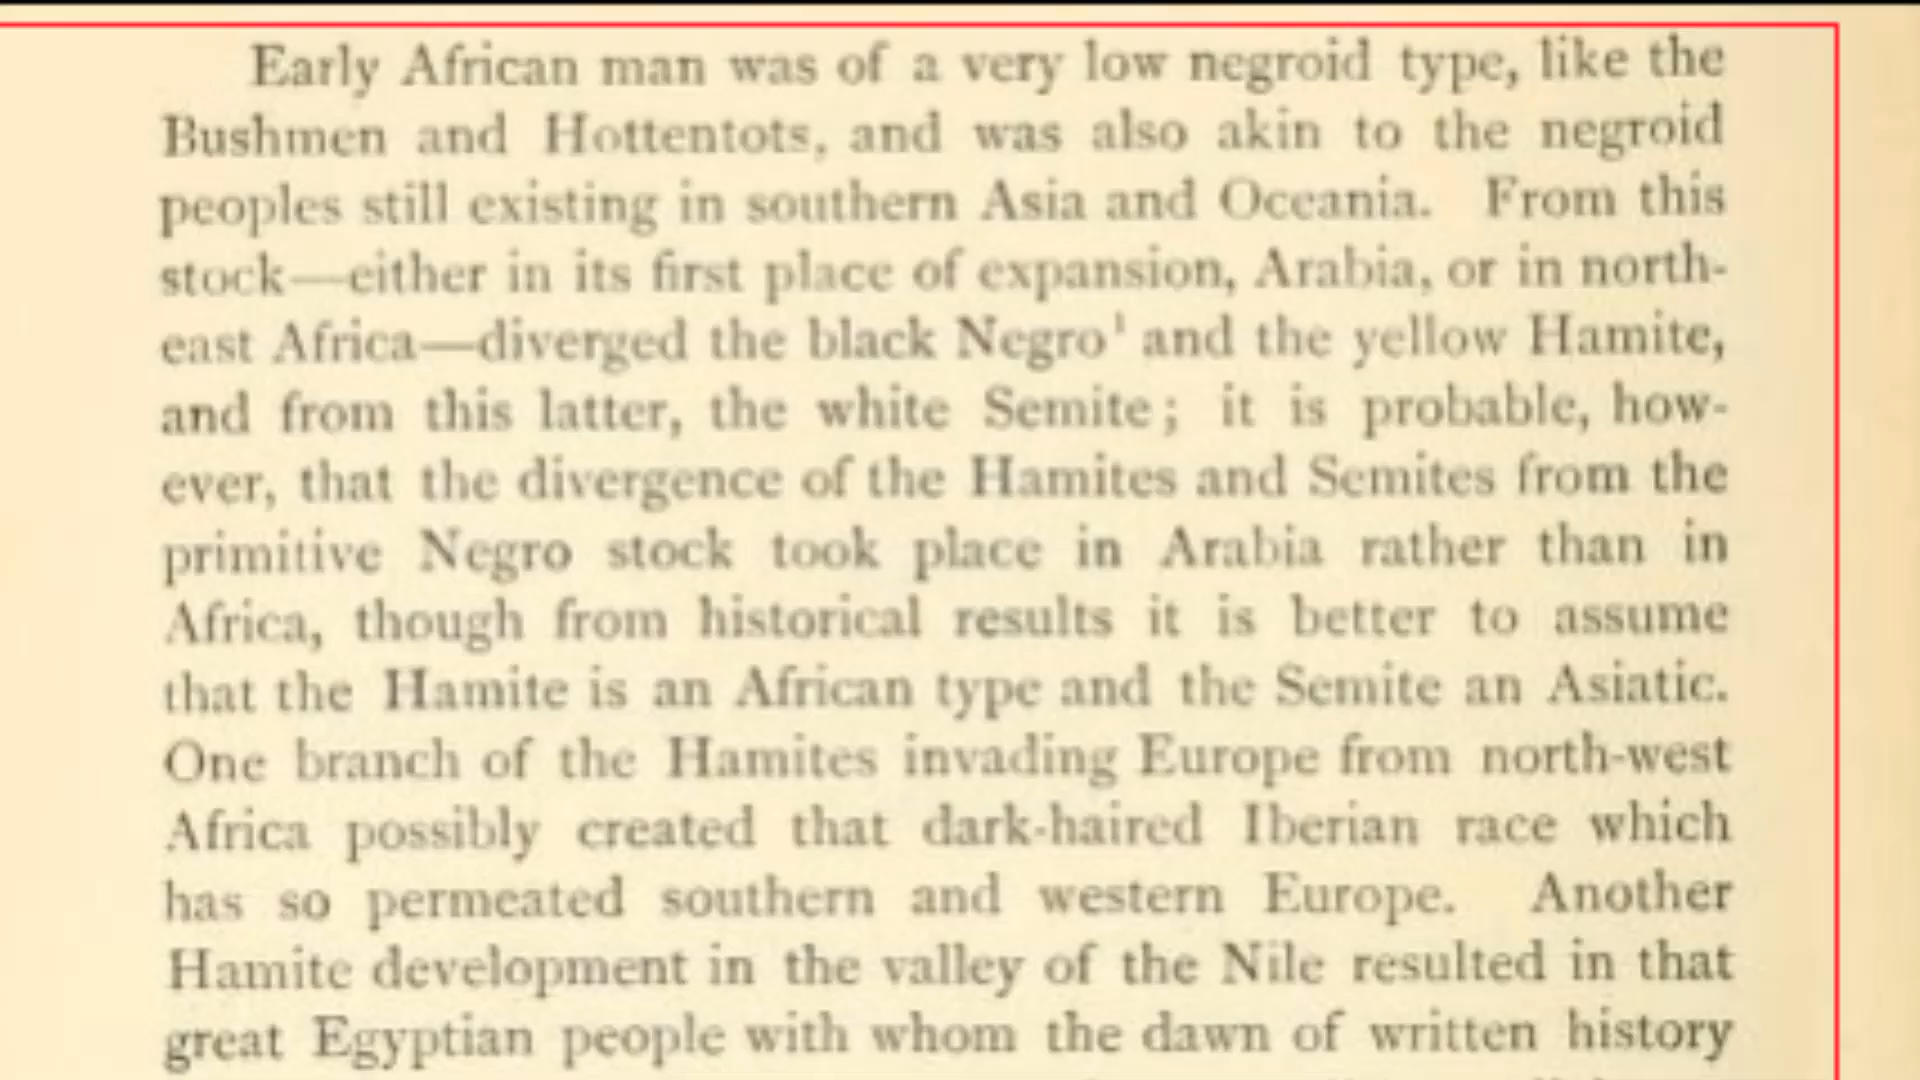 Early African man was of a very low negroid type, like the
Bushmen and Hottentots, and was also akin to the negroid
peoples still existing in southern Asia and Oceania. From this
stock—either in its first place of expansion, Arabia, or in north-
east Africa—diverged the black Negro¹ and the yellow Hamite,
and from this latter, the white Semite; it is probable, how-
ever, that the divergence of the Hamites and Semites from the
primitive Negro stock took place in Arabia rather than in
Africa, though from historical results it is better to assume
that the Hamite is an African type and the Semite an Asiatic.
One branch of the Hamites invading Europe from north-west
Africa possibly created that dark-haired Iberian race which
has so permeated southern and western Europe. Another
Hamite development in the valley of the Nile resulted in that
great Egyptian people with whom the dawn of written history